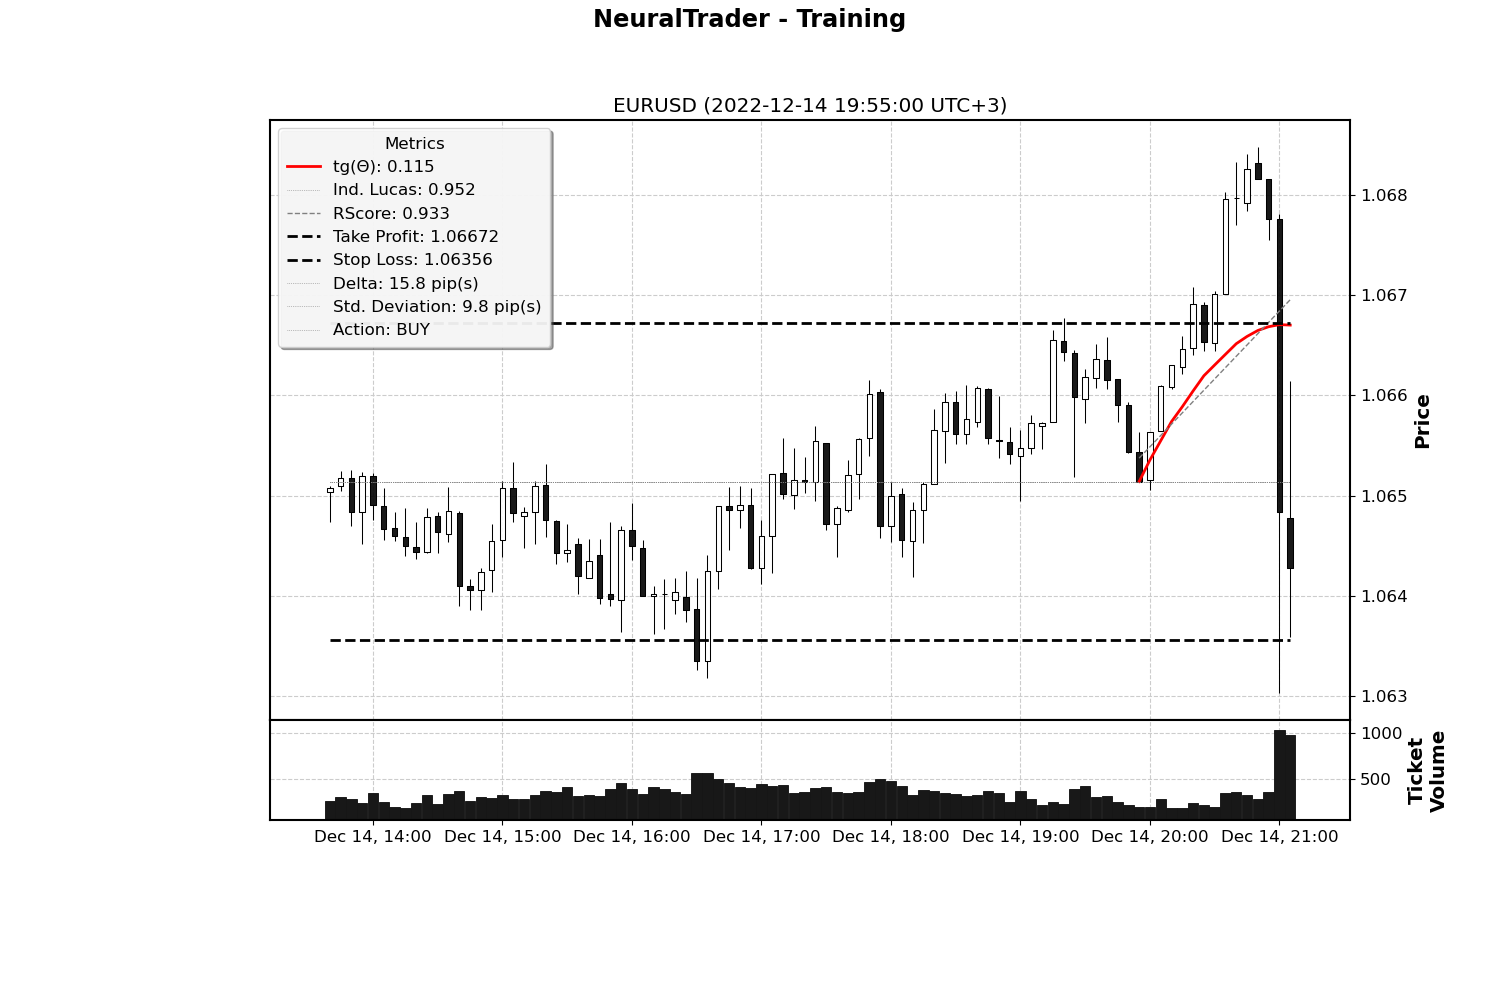 NeuralTrader - Training
EURUSD (2022-12-14 19:55:00 UTC+3)
Metrics
tg(Θ): 0.115
Ind. Lucas: 0.952
RScore: 0.933
Take Profit: 1.06672
Stop Loss: 1.06356
Delta: 15.8 pip(s)
Std. Deviation: 9.8 pip(s)
Action: BUY
1.068
1.067
1.066
1.065
1.064
1.063
Price
1000
500
Ticket
Volume
Dec 14, 14:00 Dec 14, 15:00 Dec 14, 16:00 Dec 14, 17:00 Dec 14, 18:00 Dec 14, 19:00 Dec 14, 20:00 Dec 14, 21:00